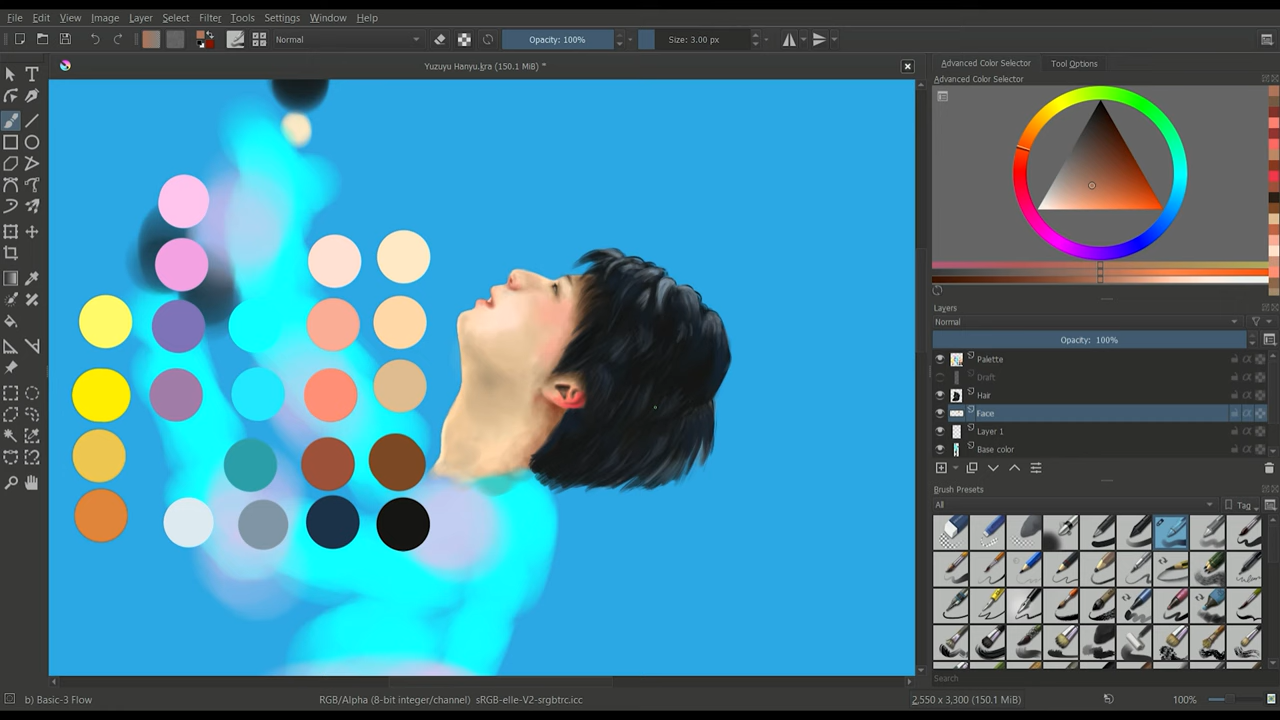 File Edit View Image Layer Select Filter Tools Settings Window Help
Normal Opacity: 100% Size: 3.00 px
Yuzuyu Hanyu.kra (150.1 MiB) *
Advanced Color Selector Tool Options
Advanced Color Selector
Layers
Normal
Opacity: 100%
Palette
Draft
Hair
Face
Layer 1
Base color
Brush Presets
All Tag
Search
b) Basic-3 Flow RGB/Alpha (8-bit integer/channel) sRGB-elle-V2-srgbtrc.icc 2,550 x 3,300 (150.1 MiB) 100%